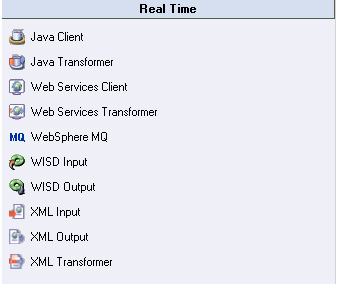 Real Time
Java Client
Java Transformer
Web Services Client
Web Services Transformer
MQ WebSphere MQ
WISD Input
WISD Output
XML Input
XML Output
XML Transformer